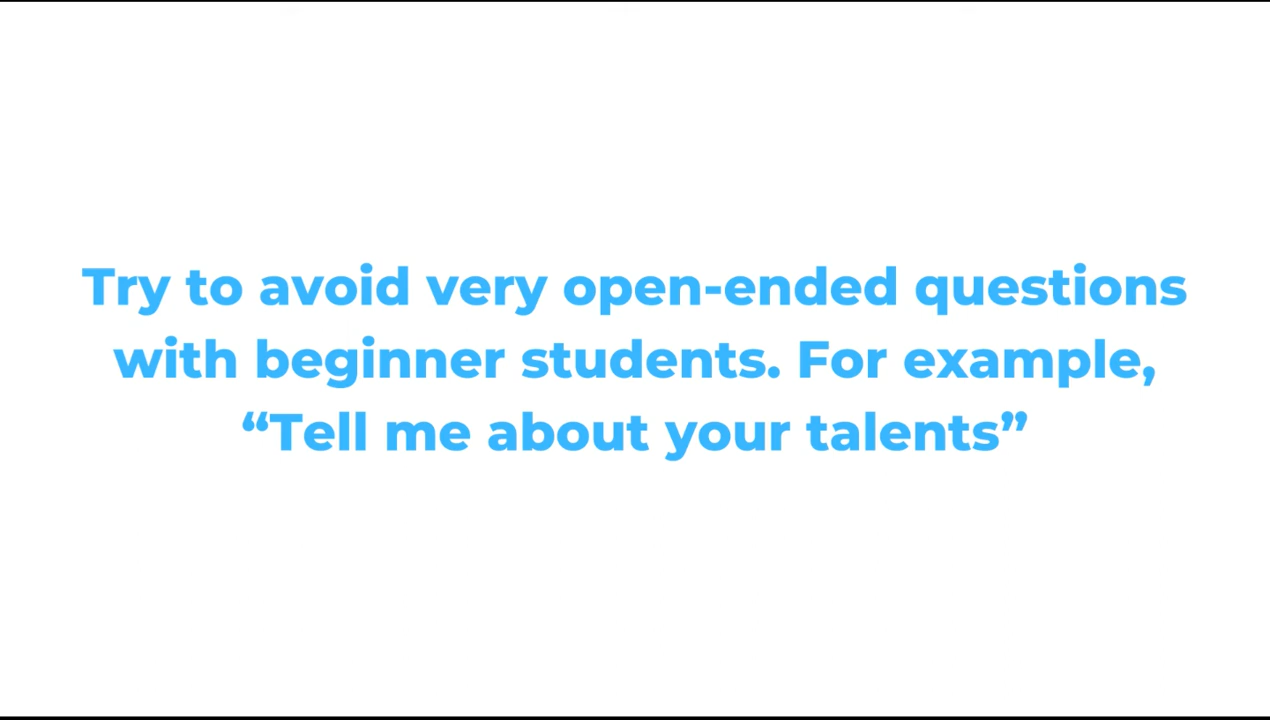 Try to avoid very open-ended questions
with beginner students. For example,
“Tell me about your talents”